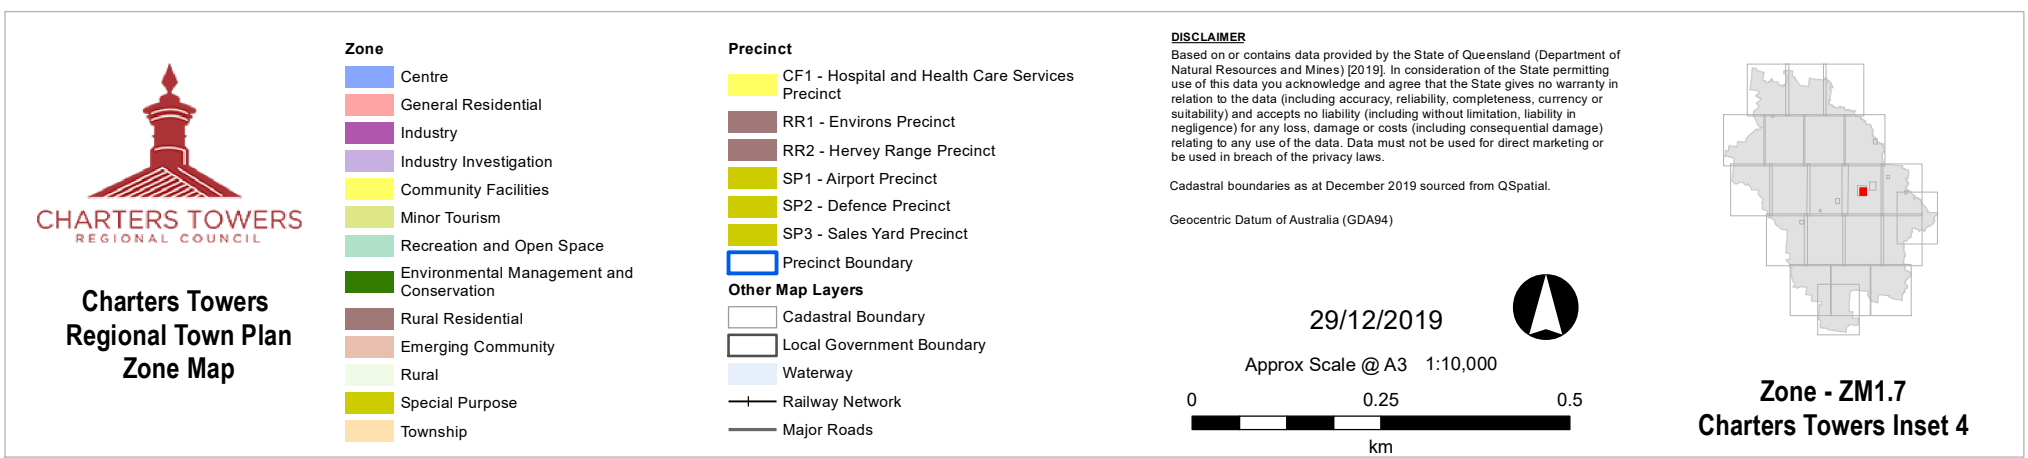 CHARTERS TOWERS
REGIONAL COUNCIL
Charters Towers
Regional Town Plan
Zone Map
Zone
Centre
General Residential
Industry
Industry Investigation
Community Facilities
Minor Tourism
Recreation and Open Space
Environmental Management and
Conservation
Rural Residential
Emerging Community
Rural
Special Purpose
Township
Precinct
CF1 - Hospital and Health Care Services
Precinct
RR1 - Environs Precinct
RR2 - Hervey Range Precinct
SP1 - Airport Precinct
SP2 - Defence Precinct
SP3 - Sales Yard Precinct
Precinct Boundary
Other Map Layers
Cadastral Boundary
Local Government Boundary
Waterway
Railway Network
Major Roads
DISCLAIMER
Based on or contains data provided by the State of Queensland (Department of
Natural Resources and Mines) [2019]. In consideration of the State permitting
use of this data you acknowledge and agree that the State gives no warranty in
relation to the data (including accuracy, reliability, completeness, currency or
suitability) and accepts no liability (including without limitation, liability in
negligence) for any loss, damage or costs (including consequential damage)
relating to any use of the data. Data must not be used for direct marketing or
be used in breach of the privacy laws.
Cadastral boundaries as at December 2019 sourced from QSpatial.
Geocentric Datum of Australia (GDA94)
29/12/2019
Approx Scale @ A3 1:10,000
0 0.25 0.5
km
Zone - ZM1.7
Charters Towers Inset 4